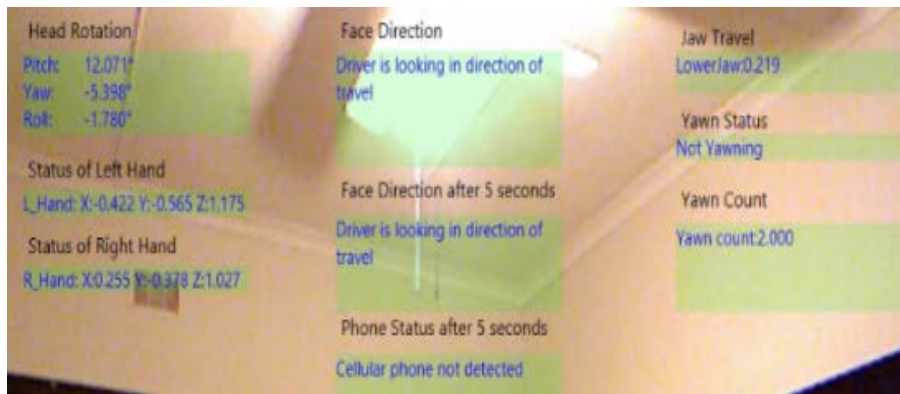 Head Rotation
Pitch: 12.071°
Yaw: -5.398°
Roll: -1.780°
Status of Left Hand
L_Hand: X:-0.422 Y:-0.565 Z:1.175
Status of Right Hand
R_Hand: X:0.255 Y:-0.378 Z:1.027
Face Direction
Driver is looking in direction of
travel
Face Direction after 5 seconds
Driver is looking in direction of
travel
Phone Status after 5 seconds
Cellular phone not detected
Jaw Travel
LowerJaw:0.219
Yawn Status
Not Yawning
Yawn Count
Yawn count:2.000